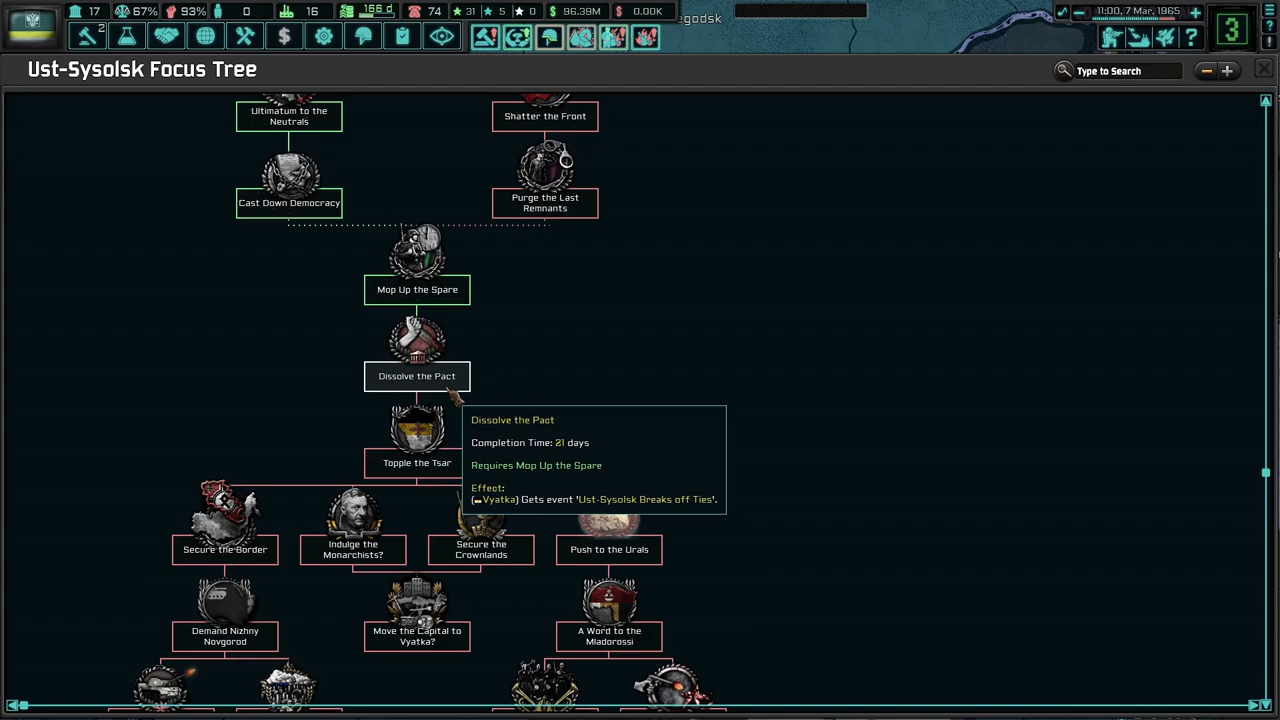 17 67% 93% 0 16 166 d 74 31 5 0 $ 96.39M $ 0.00K
egodsk
11:00, 7 Mar, 1965
3
2
Ust-Sysolsk Focus Tree
Type to Search
Ultimatum to the
Neutrals
Shatter the Front
Cast Down Democracy
Purge the Last
Remnants
Mop Up the Spare
Dissolve the Pact
Dissolve the Pact
Completion Time: 21 days
Requires Mop Up the Spare
Effect:
(Vyatka) Gets event 'Ust-Sysolsk Breaks off Ties'.
Topple the Tsar
Secure the Border
Indulge the
Monarchists?
Secure the
Crownlands
Push to the Urals
Demand Nizhny
Novgorod
Move the Capital to
Vyatka?
A Word to the
Mladorossi